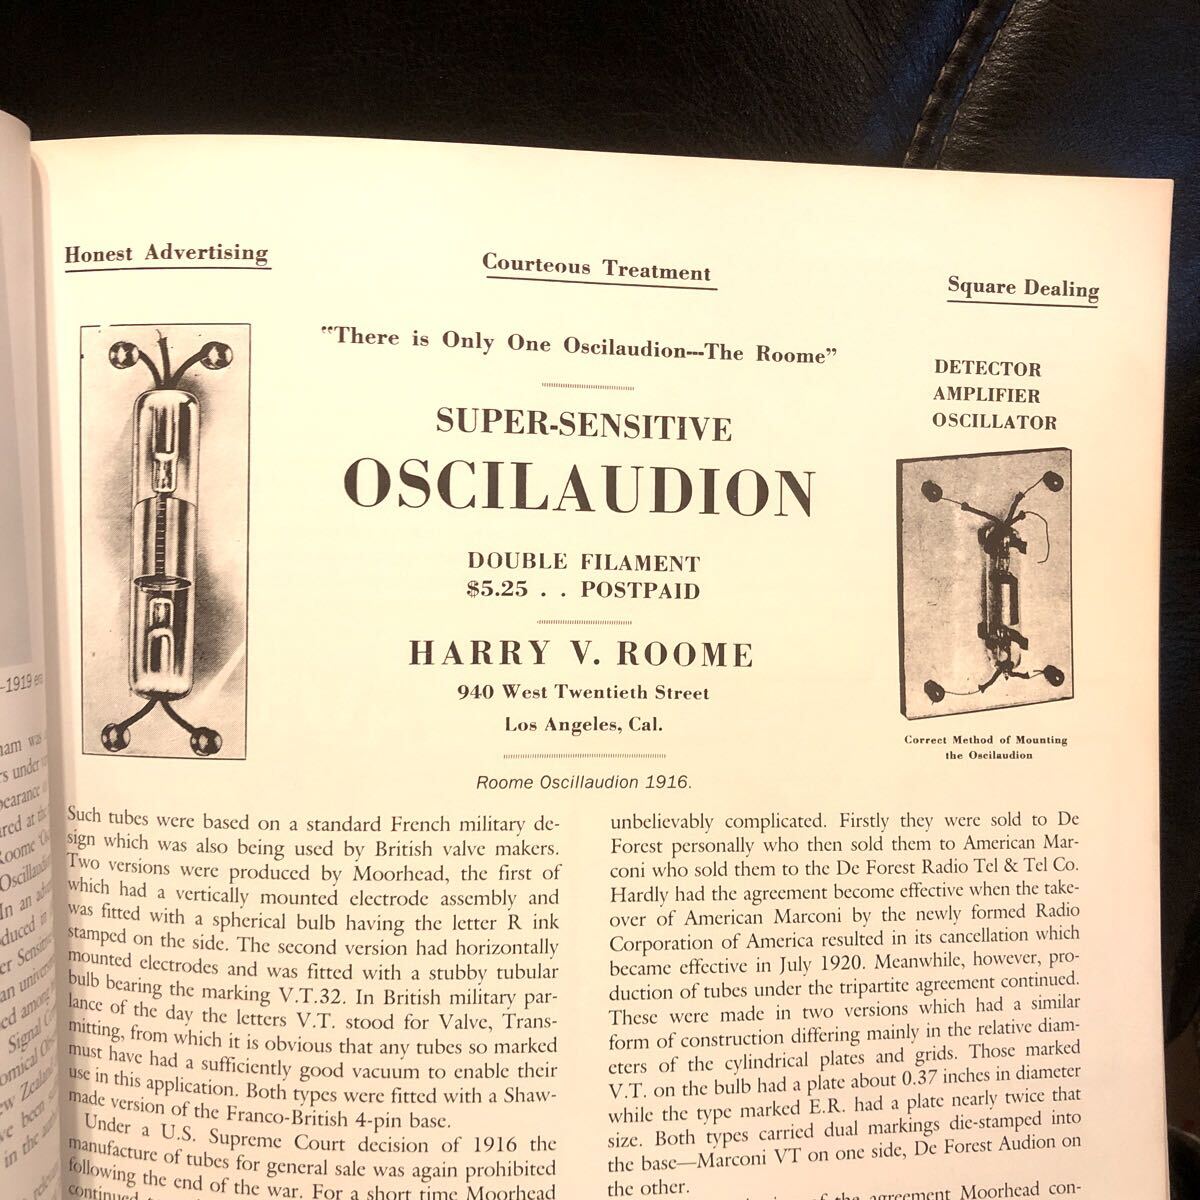 Honest Advertising
Courteous Treatment
Square Dealing
"There is Only One Oscilaudion---The Roome"
DETECTOR
AMPLIFIER
OSCILLATOR
SUPER-SENSITIVE
OSCILAUDION
DOUBLE FILAMENT
$5.25 . . POSTPAID
HARRY V. ROOME
940 West Twentieth Street
Los Angeles, Cal.
Correct Method of Mounting
the Oscilaudion
Roome Oscillaudion 1916.
Such tubes were based on a standard French military de-
sign which was also being used by British valve makers.
Two versions were produced by Moorhead, the first of
which had a vertically mounted electrode assembly and
was fitted with a spherical bulb having the letter R ink
stamped on the side. The second version had horizontally
mounted electrodes and was fitted with a stubby tubular
bulb bearing the marking V.T.32. In British military par-
lance of the day the letters V.T. stood for Valve, Trans-
mitting, from which it is obvious that any tubes so marked
must have had a sufficiently good vacuum to enable their
use in this application. Both types were fitted with a Shaw-
made version of the Franco-British 4-pin base.
Under a U.S. Supreme Court decision of 1916 the
manufacture of tubes for general sale was again prohibited
following the end of the war. For a short time Moorhead
unbelievably complicated. Firstly they were sold to De
Forest personally who then sold them to American Mar-
coni who sold them to the De Forest Radio Tel & Tel Co.
Hardly had the agreement become effective when the take-
over of American Marconi by the newly formed Radio
Corporation of America resulted in its cancellation which
became effective in July 1920. Meanwhile, however, pro-
duction of tubes under the tripartite agreement continued.
These were made in two versions which had a similar
form of construction differing mainly in the relative diam-
eters of the cylindrical plates and grids. Those marked
V.T. on the bulb had a plate about 0.37 inches in diameter
while the type marked E.R. had a plate nearly twice that
size. Both types carried dual markings die-stamped into
the base—Marconi VT on one side, De Forest Audion on
the other.
agreement Moorhead con-